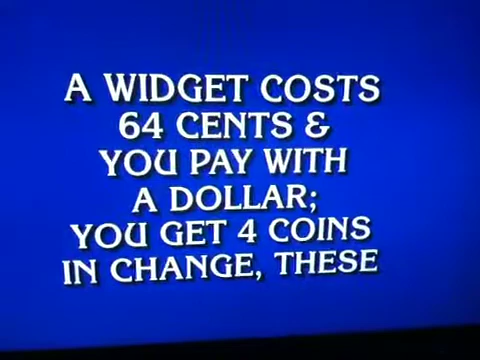 A WIDGET COSTS
64 CENTS &
YOU PAY WITH
A DOLLAR;
YOU GET 4 COINS
IN CHANGE, THESE